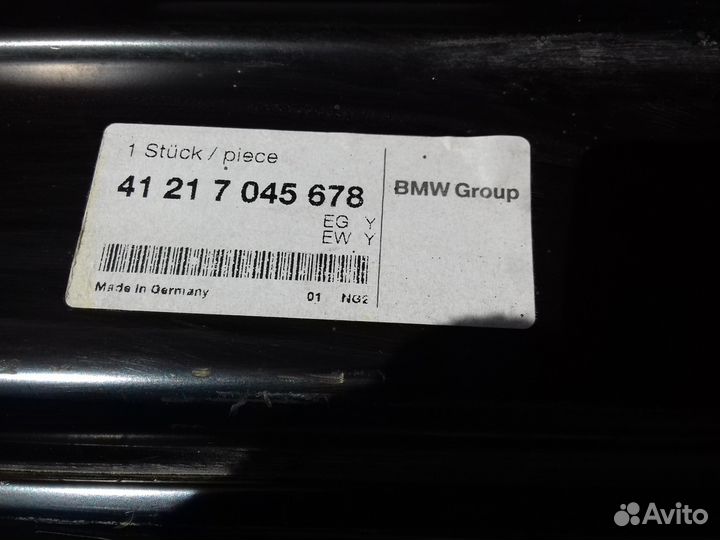 1 Stück / piece
41 21 7 045 678
EG Y
EW Y
Made in Germany
01 NG2
BMW Group
Avito